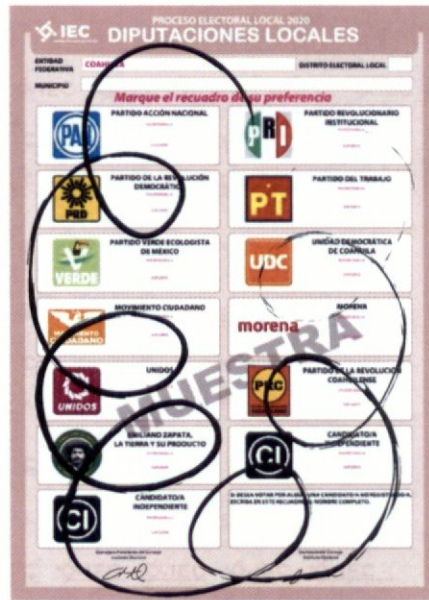 PROCESO ELECTORAL LOCAL 2020
IEC DIPUTACIONES LOCALES
ENTIDAD FEDERATIVA COAHUILA DISTRITO ELECTORAL LOCAL
MUNICIPIO
Marque el recuadro de su preferencia
PAN PARTIDO ACCIÓN NACIONAL
PRI PARTIDO REVOLUCIONARIO INSTITUCIONAL
PRD PARTIDO DE LA REVOLUCIÓN DEMOCRÁTICA
PT PARTIDO DEL TRABAJO
VERDE PARTIDO VERDE ECOLOGISTA DE MÉXICO
UDC UNIDAD DEMOCRÁTICA DE COAHUILA
MOVIMIENTO CIUDADANO MOVIMIENTO CIUDADANO
morena MORENA
UNIDOS UNIDOS
PRC PARTIDO DE LA REVOLUCIÓN COAHUILENSE
EMILIANO ZAPATA, LA TIERRA Y SU PRODUCTO
CI CANDIDATO/A INDEPENDIENTE
CI CANDIDATO/A INDEPENDIENTE
SI DESEA VOTAR POR ALGÚN/UNA CANDIDATO/A NO REGISTRADO/A, ESCRIBA EN ESTE RECUADRO EL NOMBRE COMPLETO.
MUESTRA